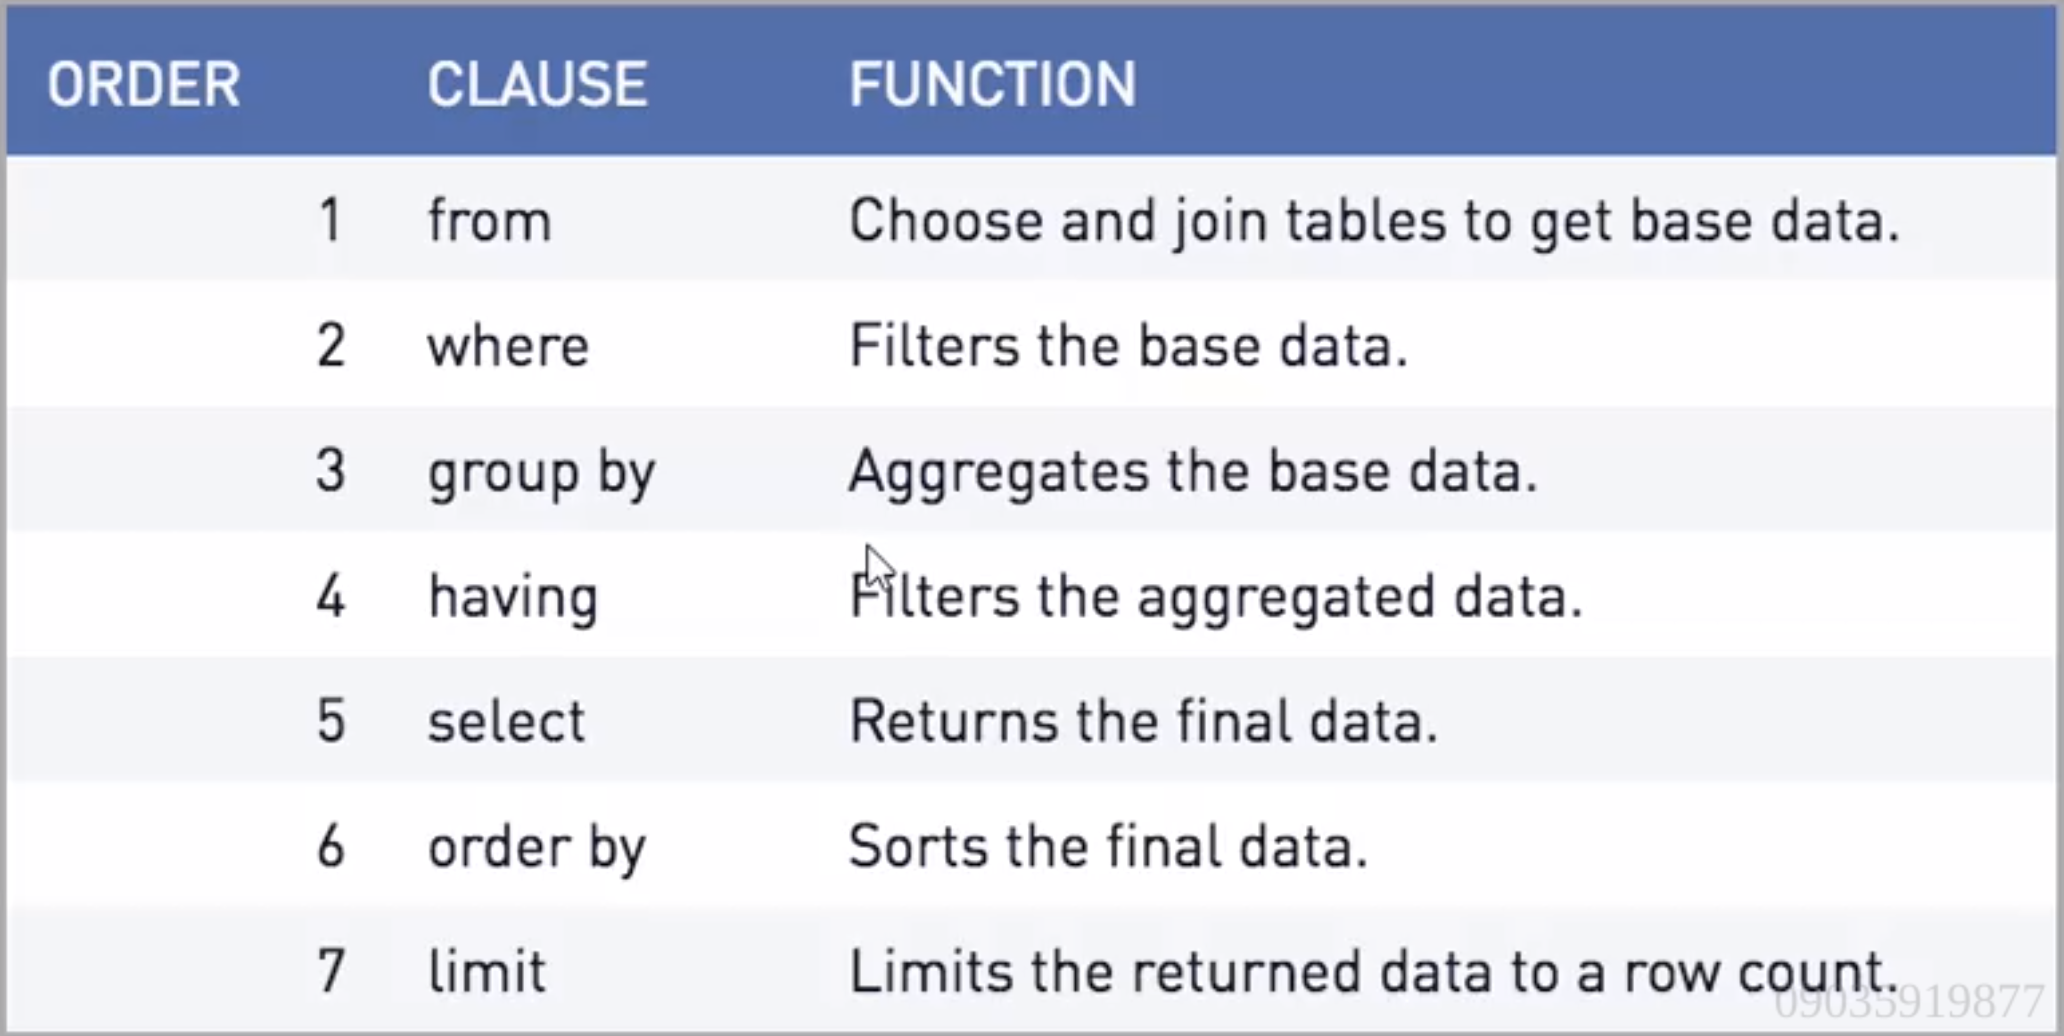 ORDER CLAUSE FUNCTION
1 from Choose and join tables to get base data.
2 where Filters the base data.
3 group by Aggregates the base data.
4 having Filters the aggregated data.
5 select Returns the final data.
6 order by Sorts the final data.
7 limit Limits the returned data to a row count.
09035919877